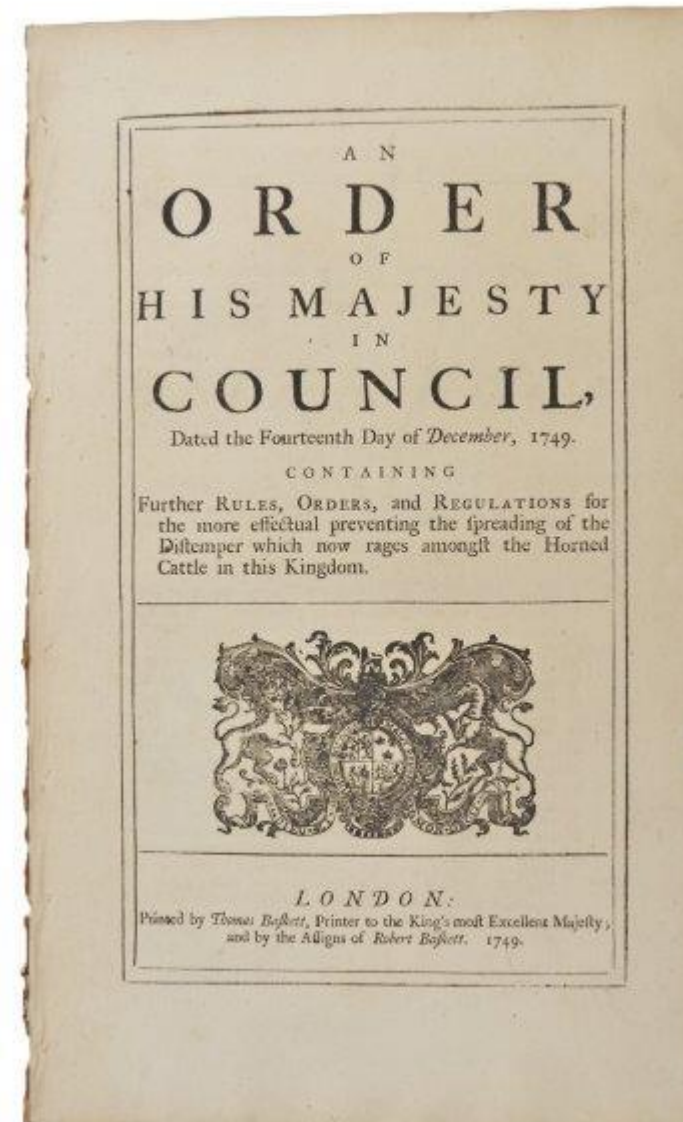 AN
ORDER
OF
HIS MAJESTY
IN
COUNCIL,
Dated the Fourteenth Day of December, 1749.
CONTAINING
Further RULES, ORDERS, and REGULATIONS for
the more effectual preventing the ſpreading of the
Diſtemper which now rages amongſt the Horned
Cattle in this Kingdom.
LONDON:
Printed by Thomas Baſkett, Printer to the King's moſt Excellent Majeſty;
and by the Aſſigns of Robert Baſkett. 1749.